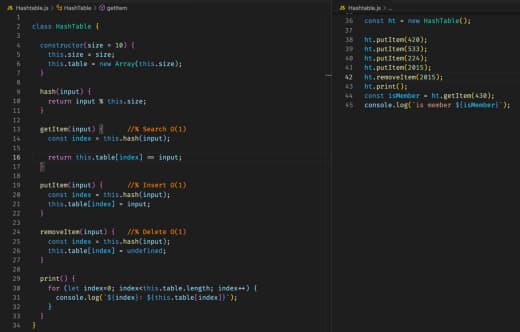 Hashtable.js > HashTable > getItem
1
2 class HashTable {
3
4 constructor(size = 10) {
5 this.size = size;
6 this.table = new Array(this.size);
7 }
8
9 hash(input) {
10 return input % this.size;
11 }
12
13 getItem(input) { //% Search O(1)
14 const index = this.hash(input);
15
16 return this.table[index] == input;
17 }
18
19 putItem(input) { //% Insert O(1)
20 const index = this.hash(input);
21 this.table[index] = input;
22 }
23
24 removeItem(input) { //% Delete O(1)
25 const index = this.hash(input);
26 this.table[index] = undefined;
27 }
28
29 print() {
30 for (let index=0; index<this.table.length; index++) {
31 console.log(`${index}: ${this.table[index]}`);
32 }
33 }
34 }
Hashtable.js > ...
36 const ht = new HashTable();
37
38 ht.putItem(420);
39 ht.putItem(533);
40 ht.putItem(224);
41 ht.putItem(2015);
42 ht.removeItem(2015);
43 ht.print();
44 const isMember = ht.getItem(430);
45 console.log(`is member ${isMember}`);